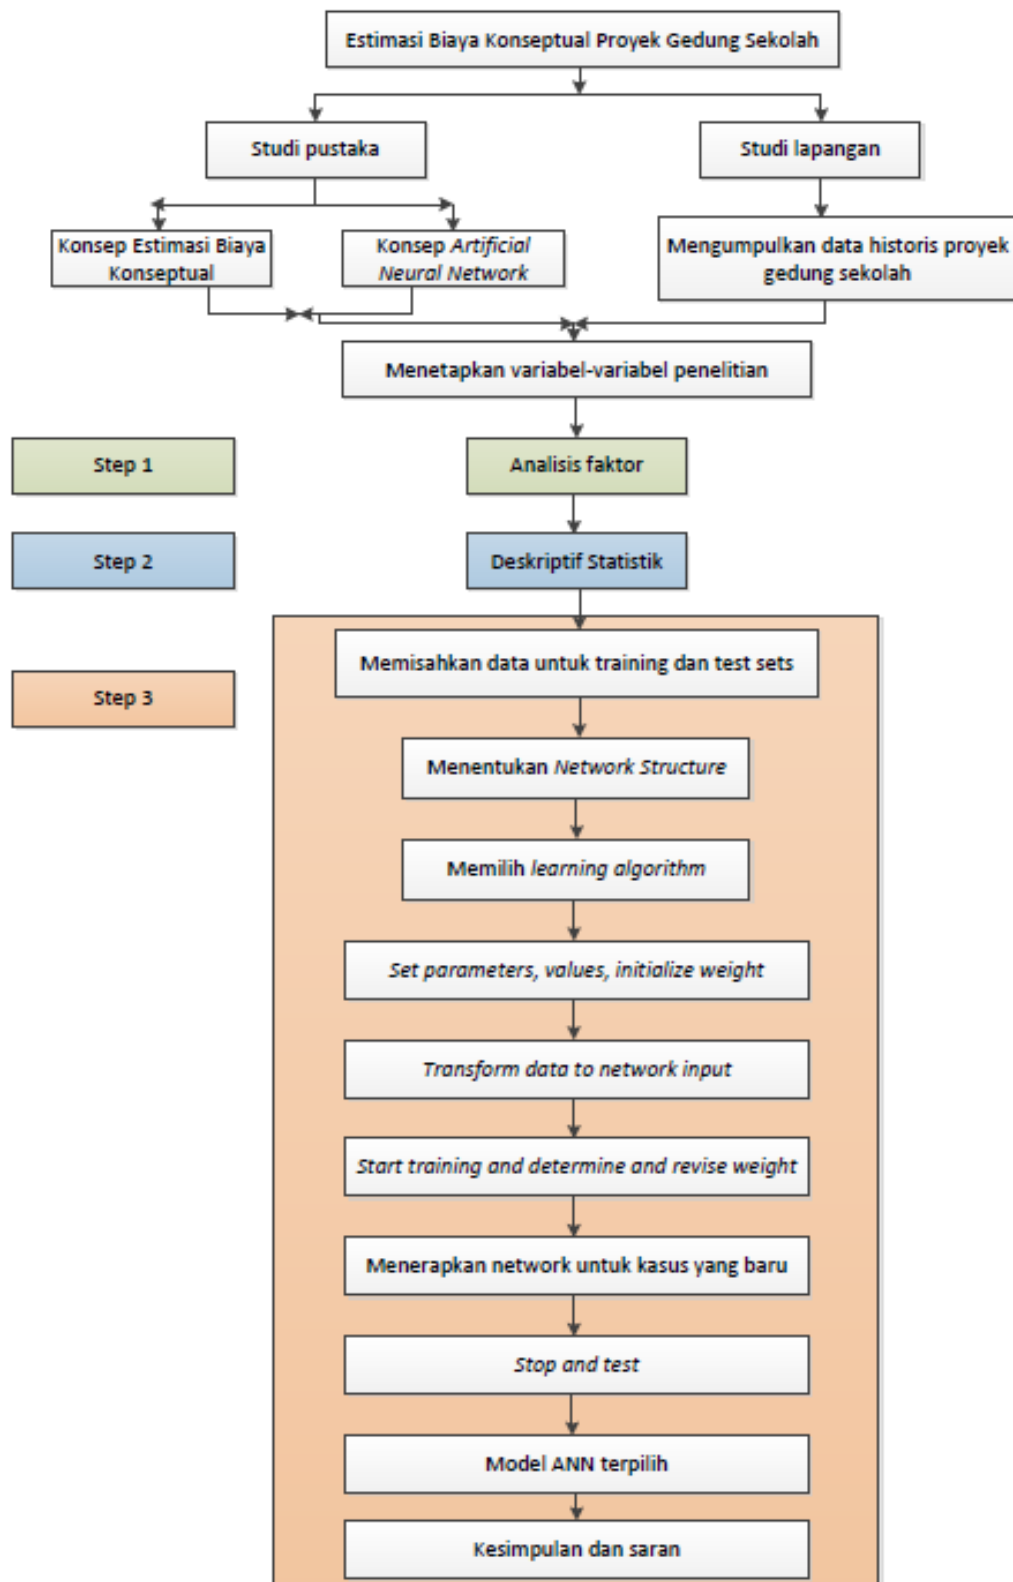 Estimasi Biaya Konseptual Proyek Gedung Sekolah
Studi pustaka
Studi lapangan
Konsep Estimasi Biaya
Konseptual
Konsep Artificial
Neural Network
Mengumpulkan data historis proyek
gedung sekolah
Menetapkan variabel-variabel penelitian
Step 1
Analisis faktor
Step 2
Deskriptif Statistik
Step 3
Memisahkan data untuk training dan test sets
Menentukan Network Structure
Memilih learning algorithm
Set parameters, values, initialize weight
Transform data to network input
Start training and determine and revise weight
Menerapkan network untuk kasus yang baru
Stop and test
Model ANN terpilih
Kesimpulan dan saran